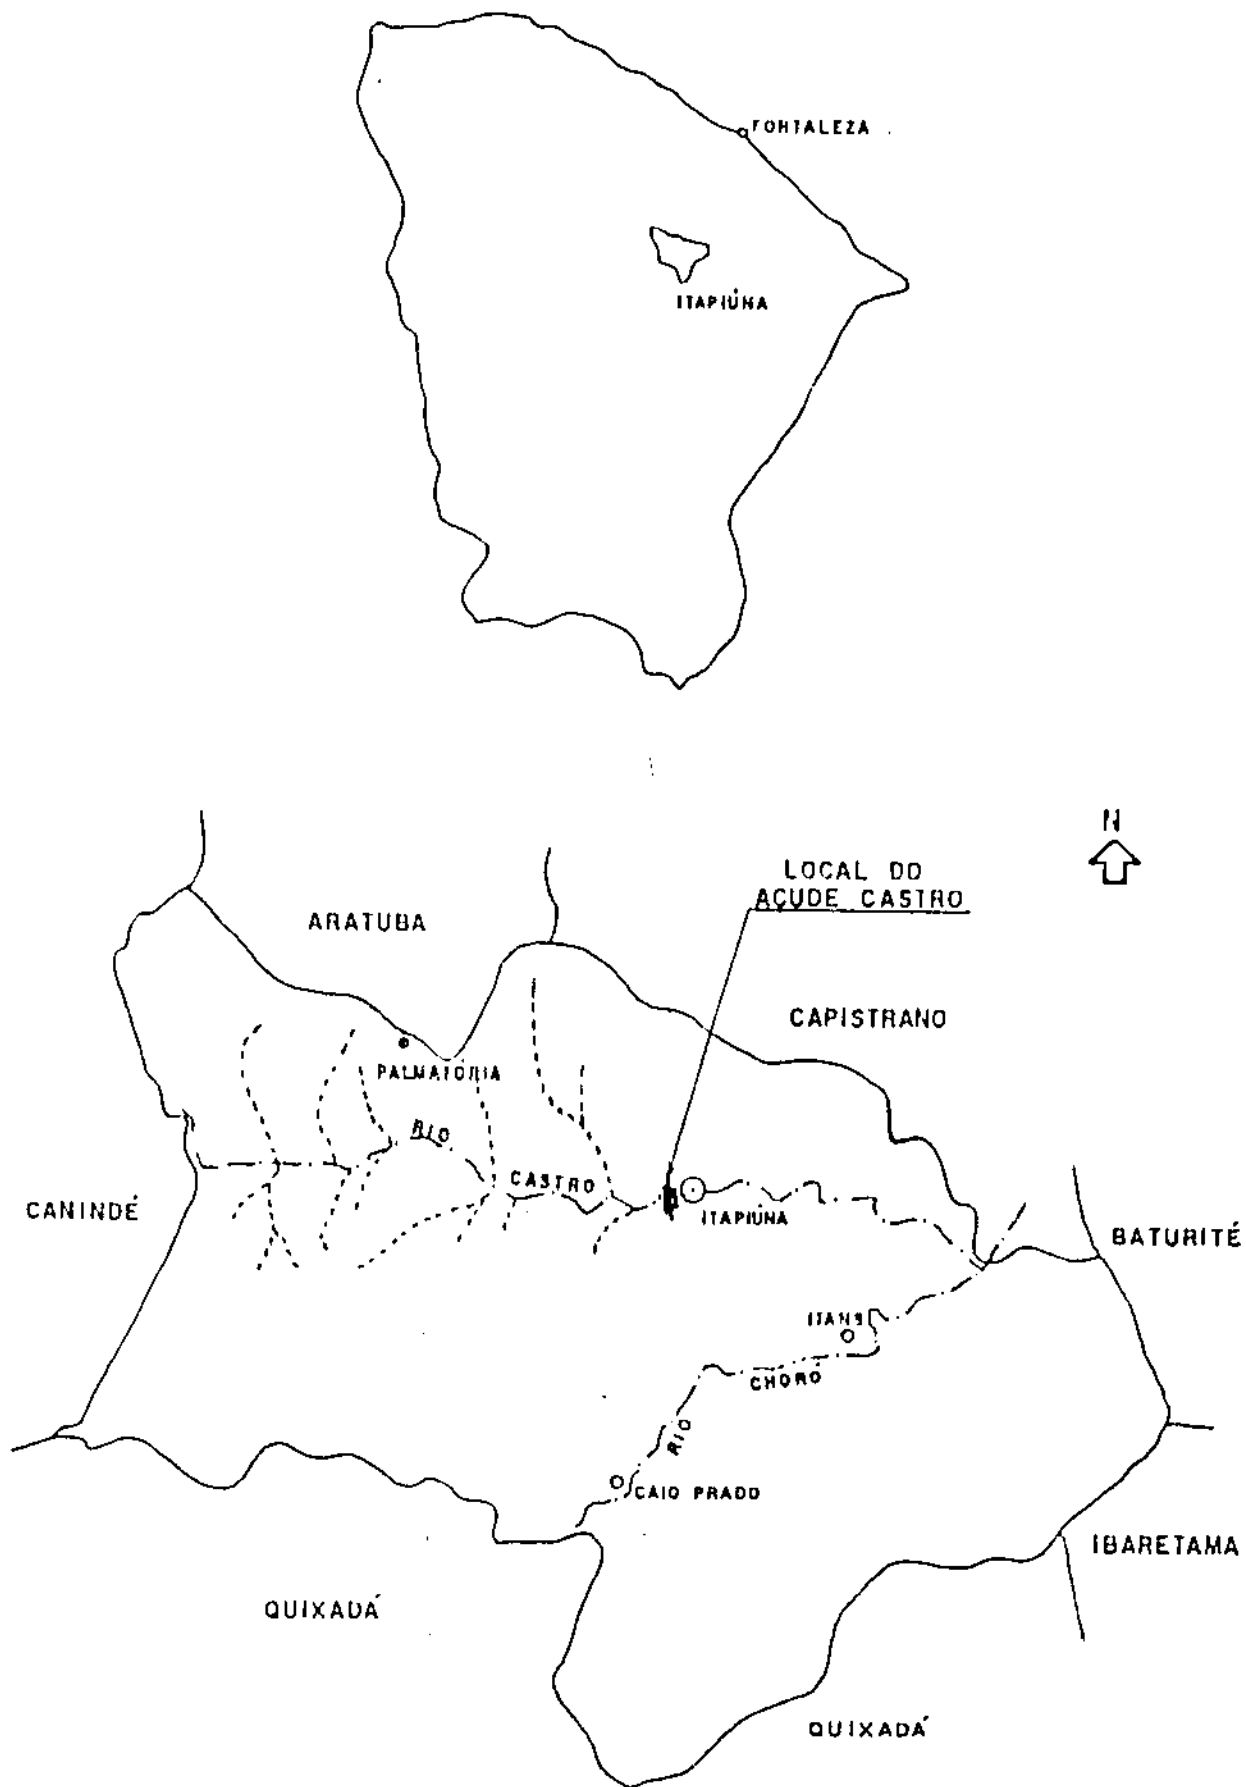 FORTALEZA
ITAPIÚNA
N
LOCAL DO
AÇUDE CASTRO
ARATUBA
CAPISTRANO
PALMATÓRIA
RIO
CASTRO
ITAPIÚNA
CANINDÉ
BATURITÉ
ITANS
CHORÓ
RIO
CAIO PRADO
IBARETAMA
QUIXADÁ
QUIXADÁ